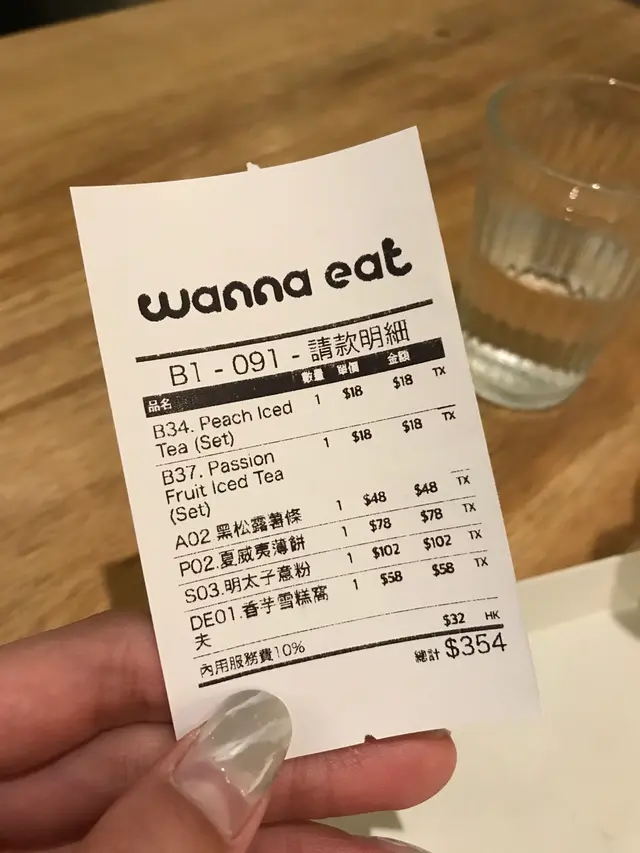 wanna eat
B1 - 091 - 請款明細
品名 數量 單價 金額
B34. Peach Iced 1 $18 $18 TX
Tea (Set)
B37. Passion 1 $18 $18 TX
Fruit Iced Tea
(Set)
A02.黑松露薯條 1 $48 $48 TX
P02.夏威夷薄餅 1 $78 $78 TX
S03.明太子意粉 1 $102 $102 TX
DE01.香芋雪糕窩 1 $58 $58 TX
夫
內用服務費10% $32 HK
總計 $354